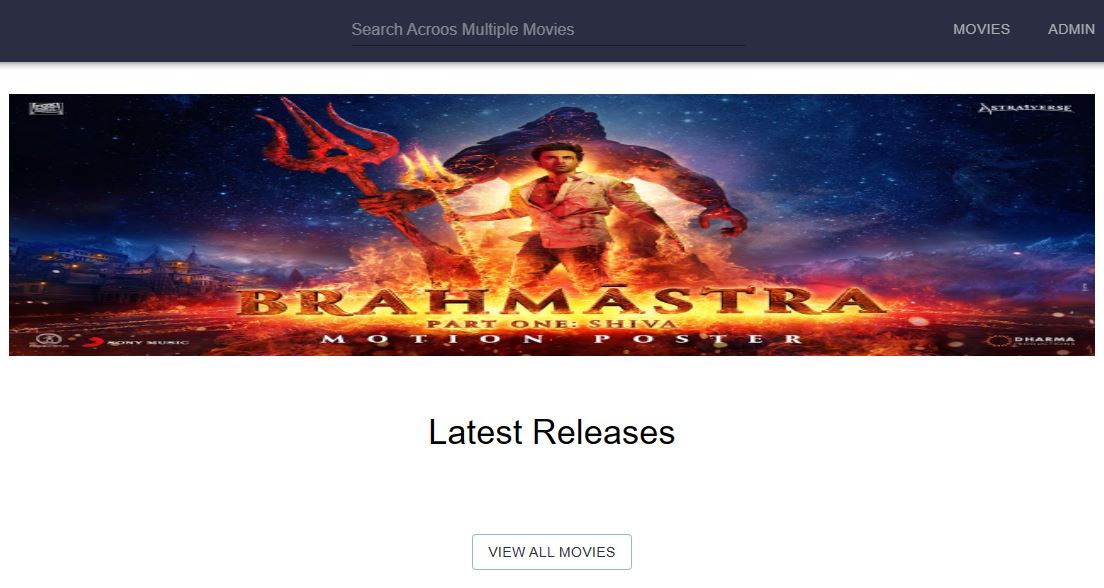 Search Acroos Multiple Movies
MOVIES
ADMIN
ASTRAVERSE
BRAHMĀSTRA
PART ONE: SHIVA
MOTION POSTER
SONY MUSIC
DHARMA
PRODUCTIONS
Latest Releases
VIEW ALL MOVIES